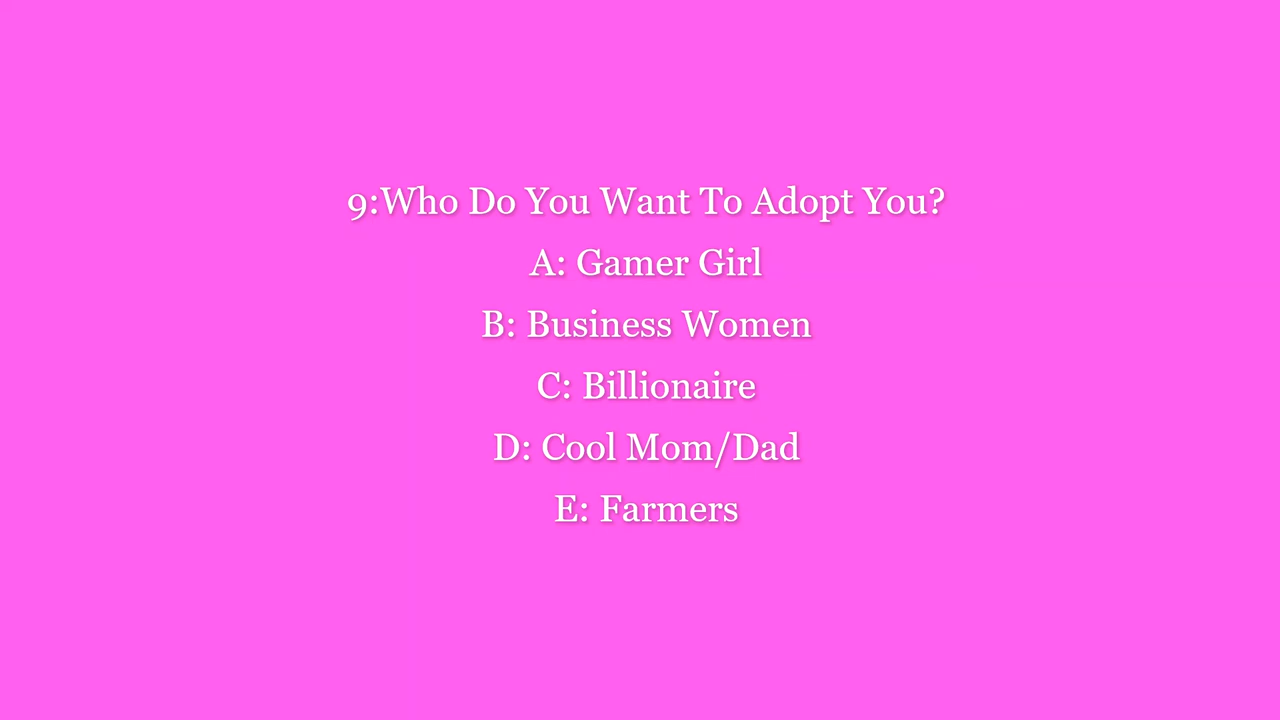 9:Who Do You Want To Adopt You?
A: Gamer Girl
B: Business Women
C: Billionaire
D: Cool Mom/Dad
E: Farmers